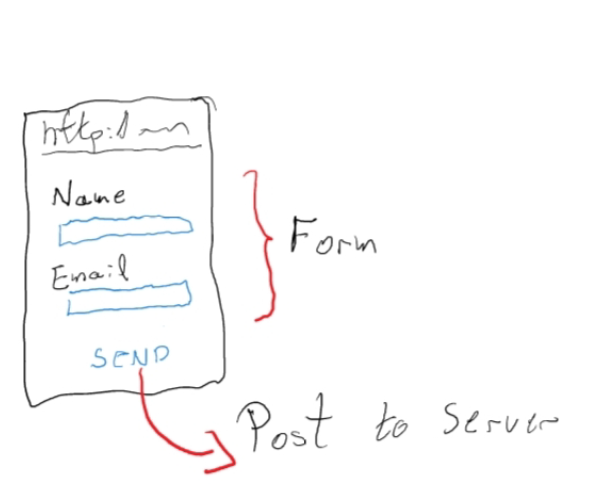 http:/
Name
Form
Email
SEND
Post to Server